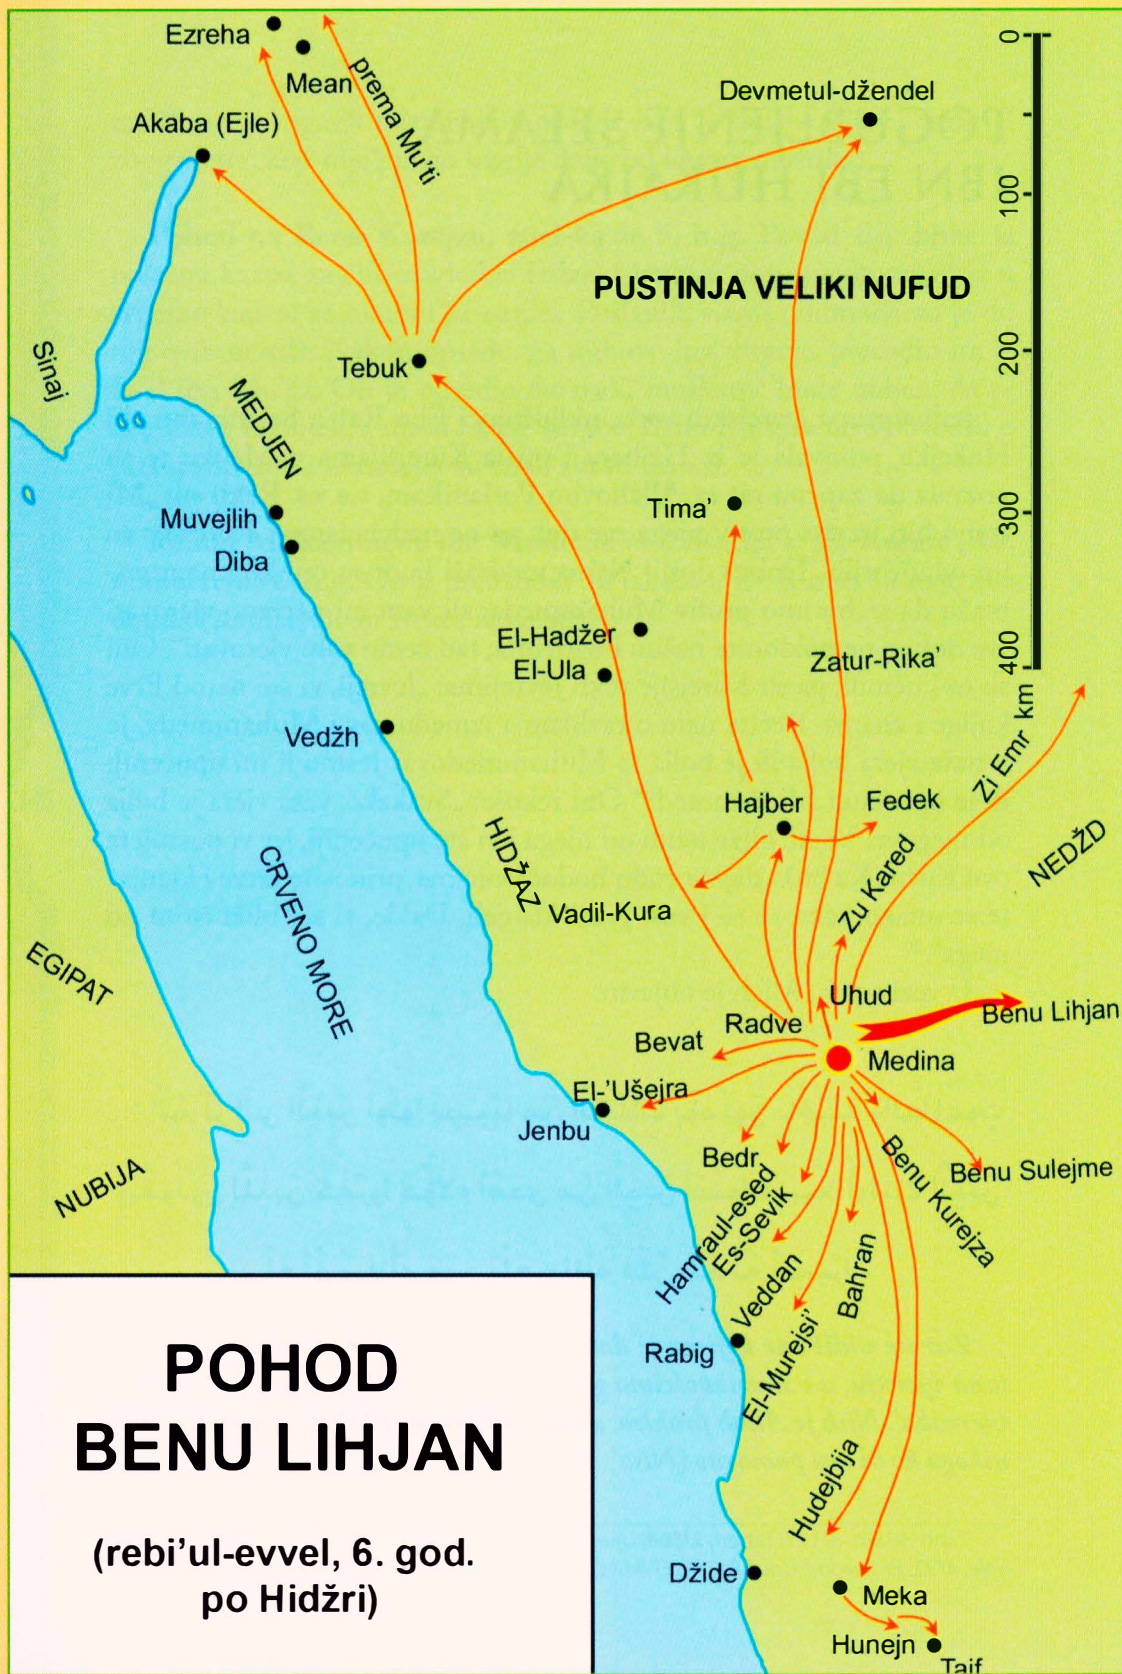 Ezreha
Mean
prema Mu'ti
Akaba (Ejle)
Devmetul-džendel
0
100
200
300
400
km
PUSTINJA VELIKI NUFUD
Tebuk
Sinaj
MEDJEN
Muvejlih
Diba
Tima'
El-Hadžer
El-Ula
Zatur-Rika'
Vedžh
Zi Emr
Hajber
Fedek
NEDŽD
HIDŽAZ
Vadil-Kura
Zu Kared
CRVENO MORE
EGIPAT
Uhud
Radve
Benu Lihjan
Bevat
Medina
El-'Ušejra
Jenbu
NUBIJA
Bedr
Benu Kurejza
Benu Sulejme
Hamraul-esed
Es-Sevik
Veddan
Bahran
Rabig
El-Murejsi'
Hudejbija
POHOD
BENU LIHJAN
(rebi'ul-evvel, 6. god.
po Hidžri)
Džide
Meka
Hunejn
Taif